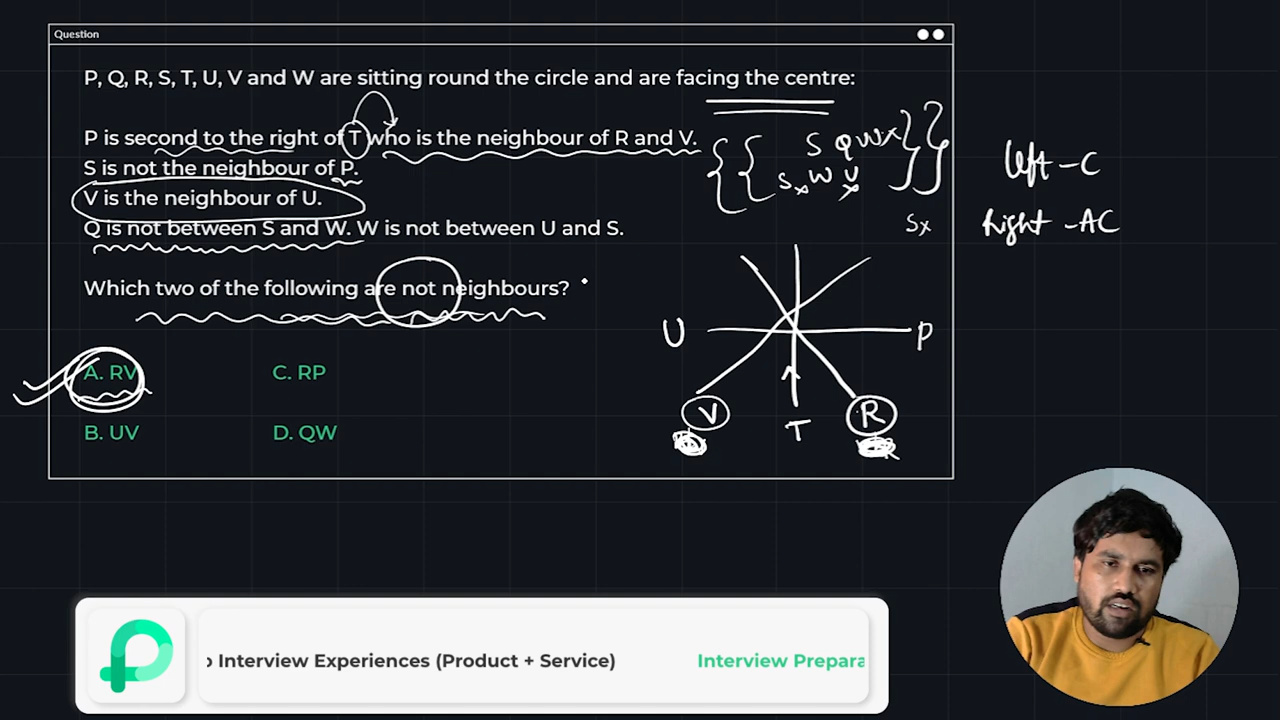 Question
P, Q, R, S, T, U, V and W are sitting round the circle and are facing the centre:
P is second to the right of T who is the neighbour of R and V.
S is not the neighbour of P.
V is the neighbour of U.
Q is not between S and W. W is not between U and S.
Which two of the following are not neighbours?
A. RV
C. RP
B. UV
D. QW
S Q W x
S x W V x
S x
left - C
Right - AC
U
P
V
T
R
Interview Experiences (Product + Service)
Interview Prepara